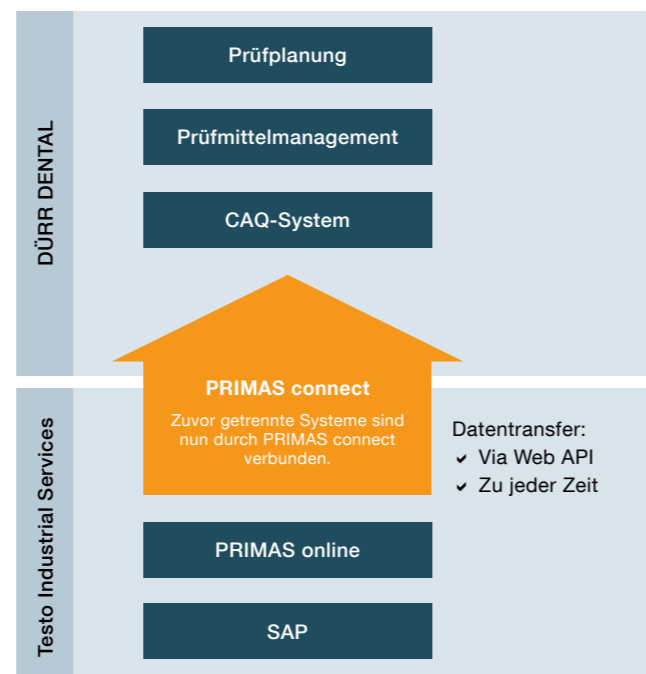 DÜRR DENTAL
Prüfplanung
Prüfmittelmanagement
CAQ-System
Testo Industrial Services
PRIMAS connect
Zuvor getrennte Systeme sind
nun durch PRIMAS connect
verbunden.
Datentransfer:
✓ Via Web API
✓ Zu jeder Zeit
PRIMAS online
SAP